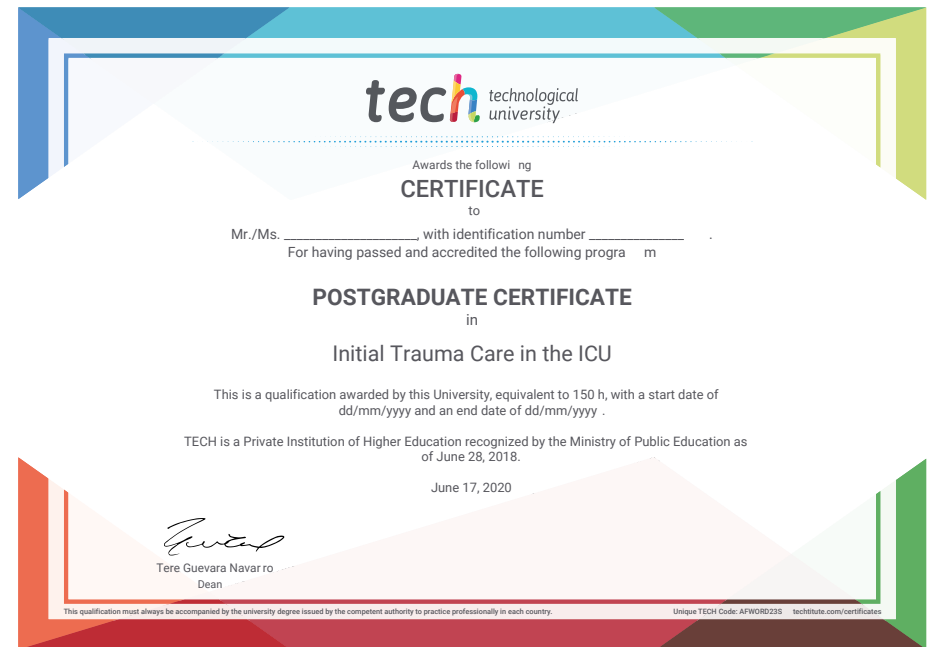 tech technological
university
Awards the followi ng
CERTIFICATE
to
Mr./Ms. _____________________, with identification number _______________ .
For having passed and accredited the following progra m
POSTGRADUATE CERTIFICATE
in
Initial Trauma Care in the ICU
This is a qualification awarded by this University, equivalent to 150 h, with a start date of
dd/mm/yyyy and an end date of dd/mm/yyyy .
TECH is a Private Institution of Higher Education recognized by the Ministry of Public Education as
of June 28, 2018.
June 17, 2020
Tere Guevara Navar ro
Dean
This qualification must always be accompanied by the university degree issued by the competent authority to practice professionally in each country. Unique TECH Code: AFWORD23S techtitute.com/certificates